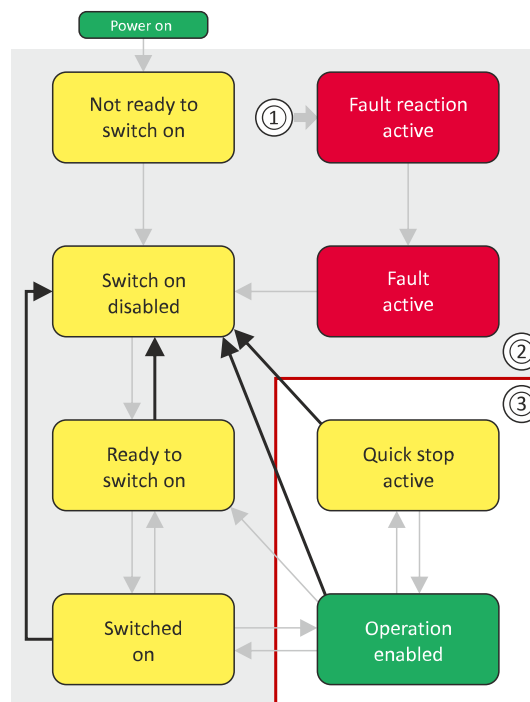 Power on
Not ready to
switch on
①
Fault reaction
active
Switch on
disabled
Fault
active
②
③
Ready to
switch on
Quick stop
active
Switched
on
Operation
enabled